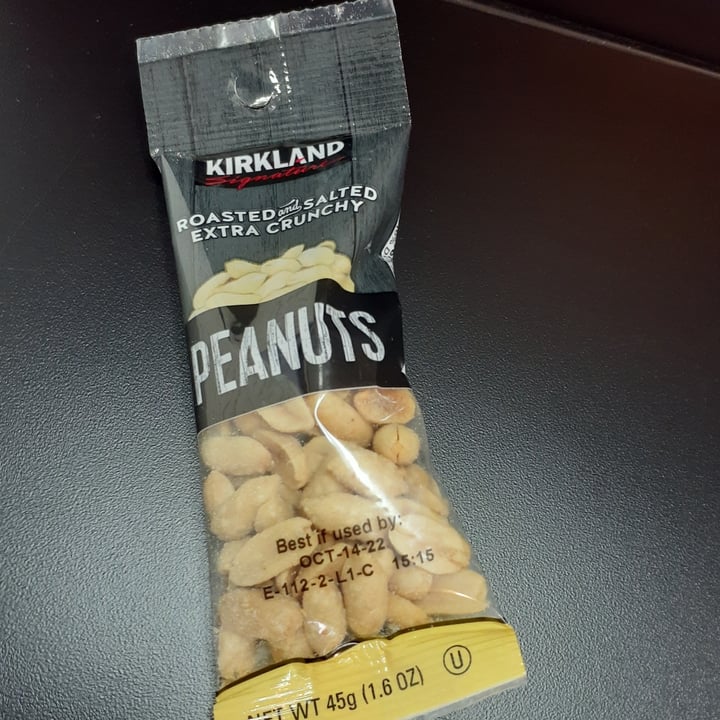 KIRKLAND
Signature
ROASTED and SALTED
EXTRA CRUNCHY
PEANUTS
Best if used by:
OCT-14-22
E-112-2-L1-C 15:15
NET WT 45g (1.6 OZ)
U